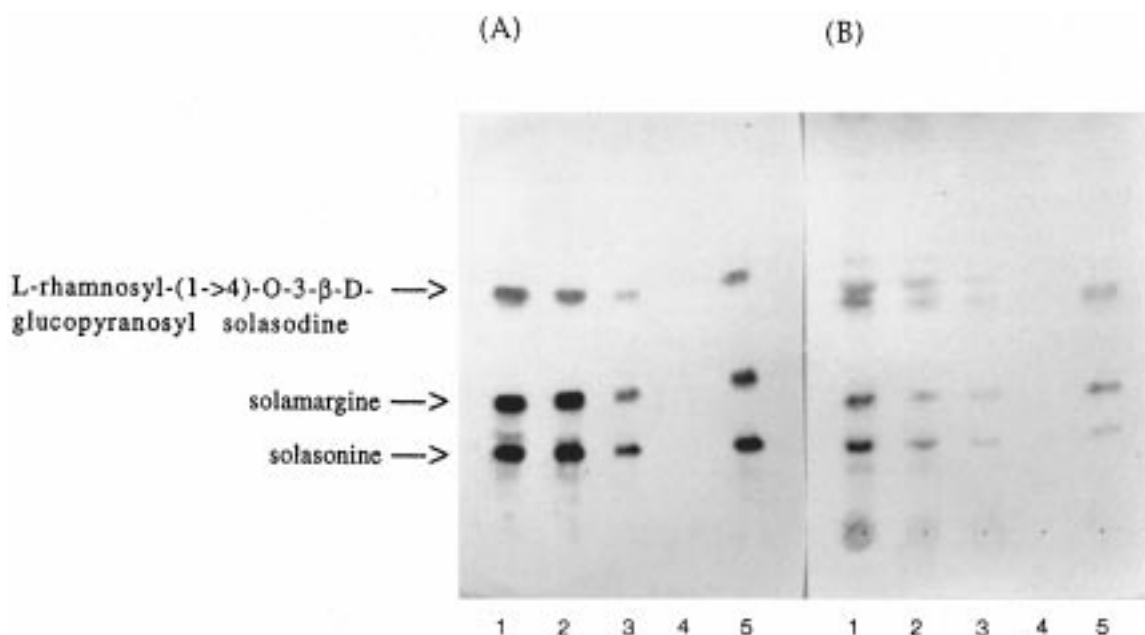 (A) (B)
L-rhamnosyl-(1->4)-O-3-β-D- —>
glucopyranosyl solasodine
solamargine —>
solasonine —>
1 2 3 4 5 1 2 3 4 5